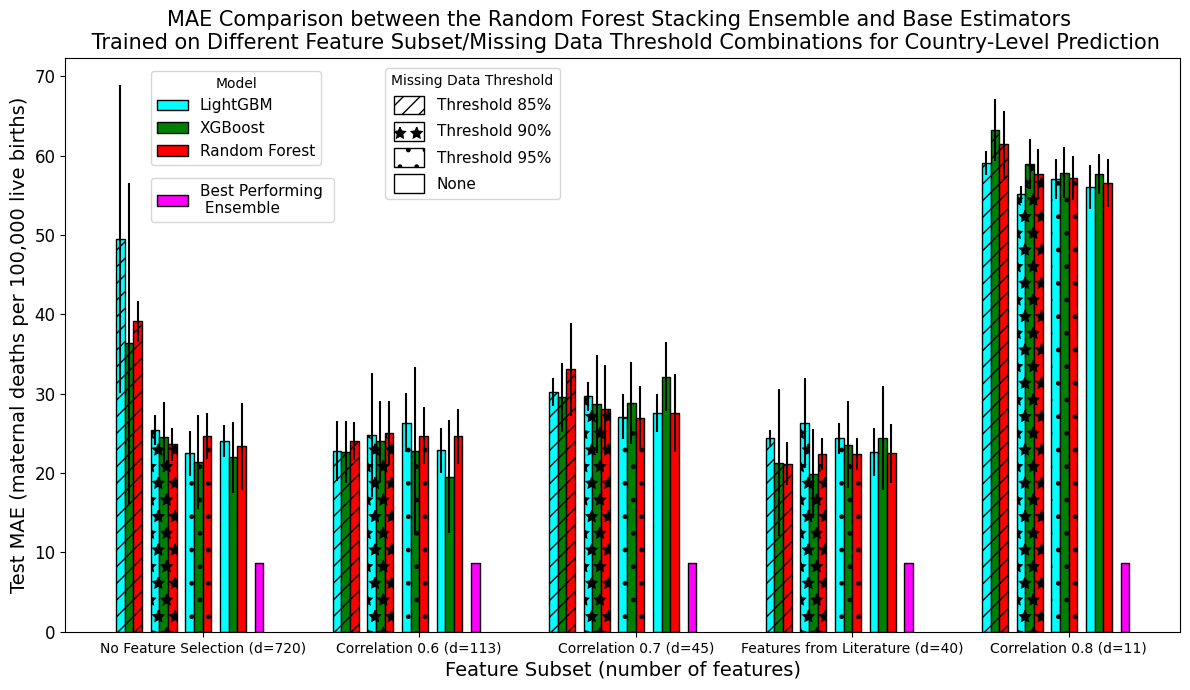 MAE Comparison between the Random Forest Stacking Ensemble and Base Estimators
Trained on Different Feature Subset/Missing Data Threshold Combinations for Country-Level Prediction
Test MAE (maternal deaths per 100,000 live births)
70
60
50
40
30
20
10
0
Model
LightGBM
XGBoost
Random Forest
Best Performing
Ensemble
Missing Data Threshold
Threshold 85%
Threshold 90%
Threshold 95%
None
No Feature Selection (d=720)
Correlation 0.6 (d=113)
Correlation 0.7 (d=45)
Features from Literature (d=40)
Correlation 0.8 (d=11)
Feature Subset (number of features)